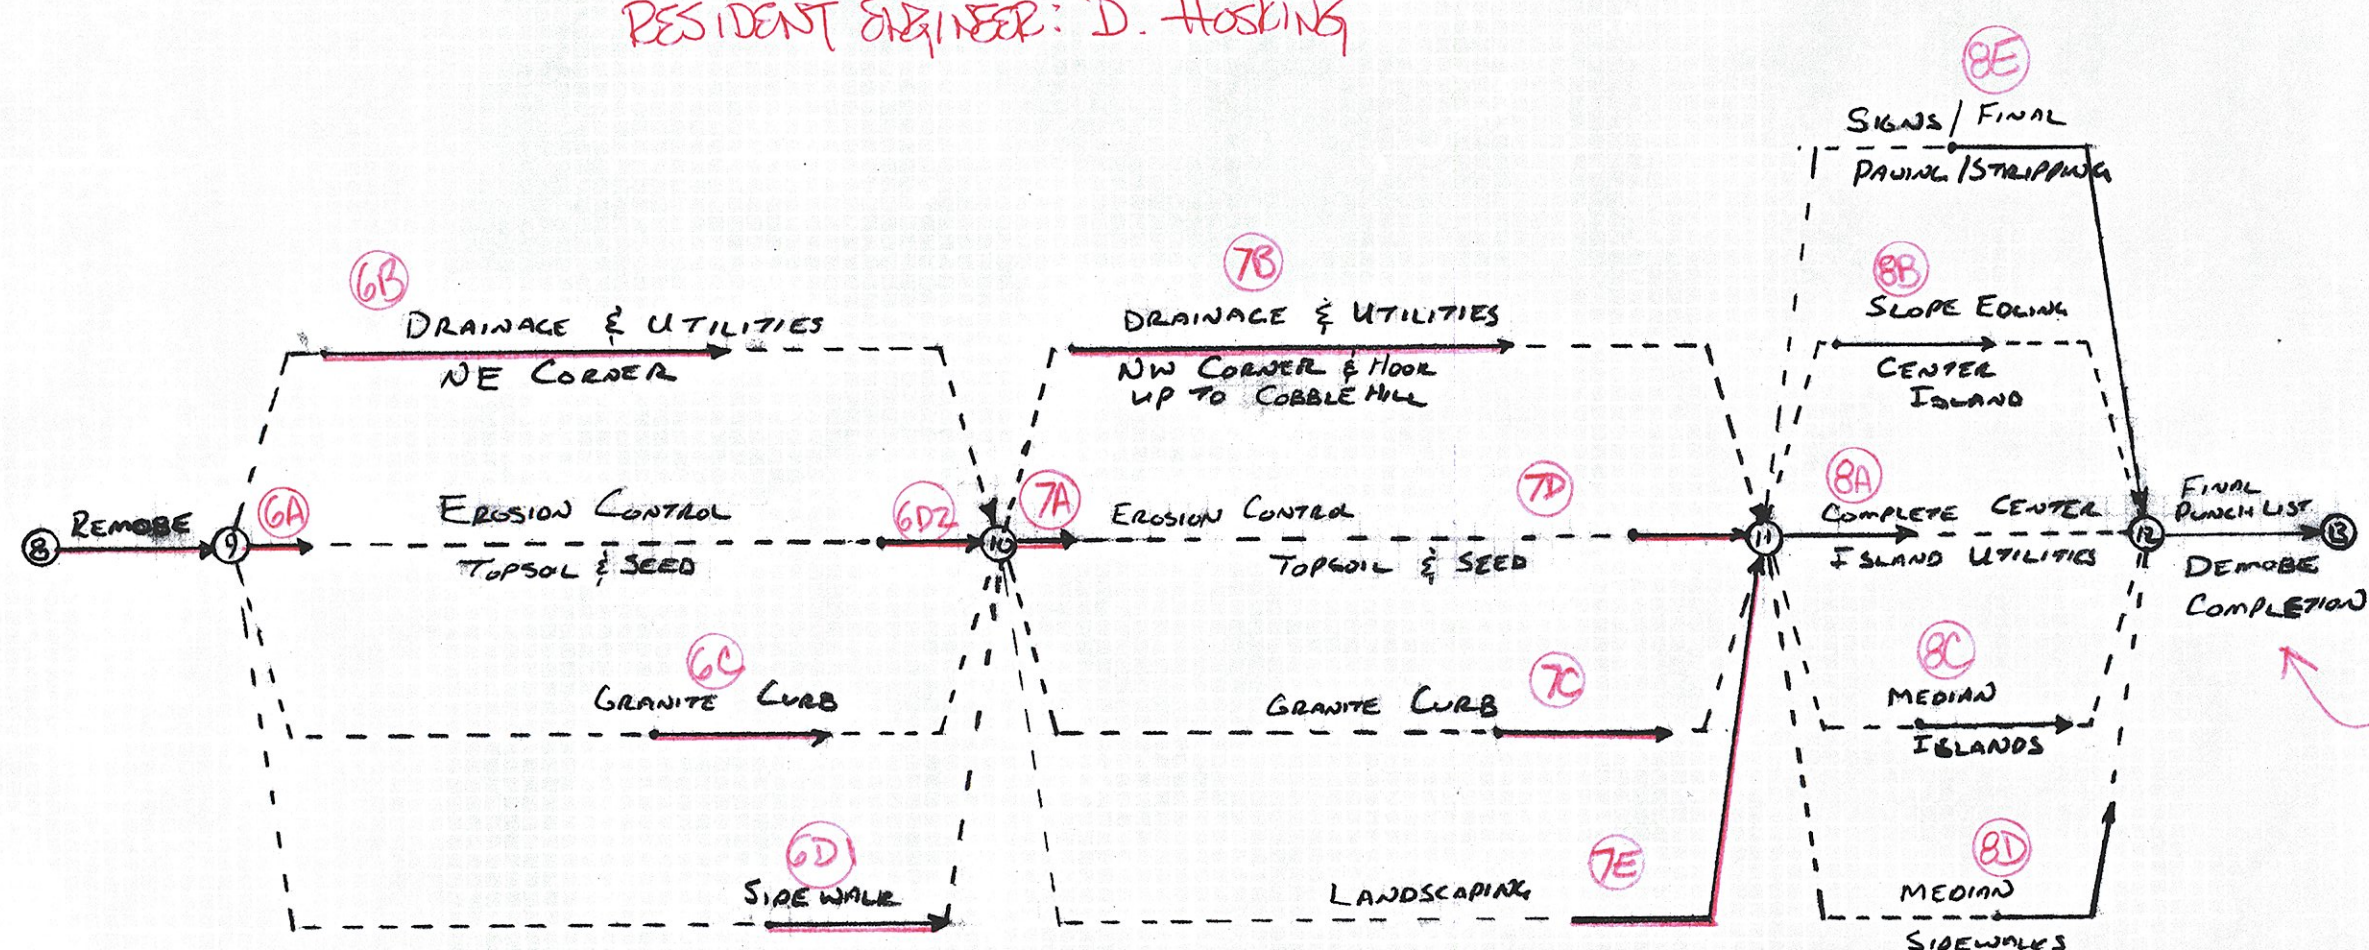 RESIDENT ENGINEER: D. HOSKING
8E
SIGNS / FINAL
PAVING / STRIPPING
6B
DRAINAGE & UTILITIES
NE CORNER
7B
DRAINAGE & UTILITIES
NW CORNER & HOOK
UP TO COBBLE HILL
8B
SLOPE EDGING
CENTER
ISLAND
8
REMOBE
9
6A
EROSION CONTROL
TOPSOIL & SEED
6D2
10
7A
EROSION CONTROL
TOPSOIL & SEED
7D
11
8A
COMPLETE CENTER
ISLAND UTILITIES
12
FINAL
PUNCH LIST
DEMOBE
COMPLETION
13
6C
GRANITE CURB
7C
GRANITE CURB
8C
MEDIAN
ISLANDS
6D1
SIDEWALK
7E
LANDSCAPING
8D
MEDIAN
SIDEWALKS